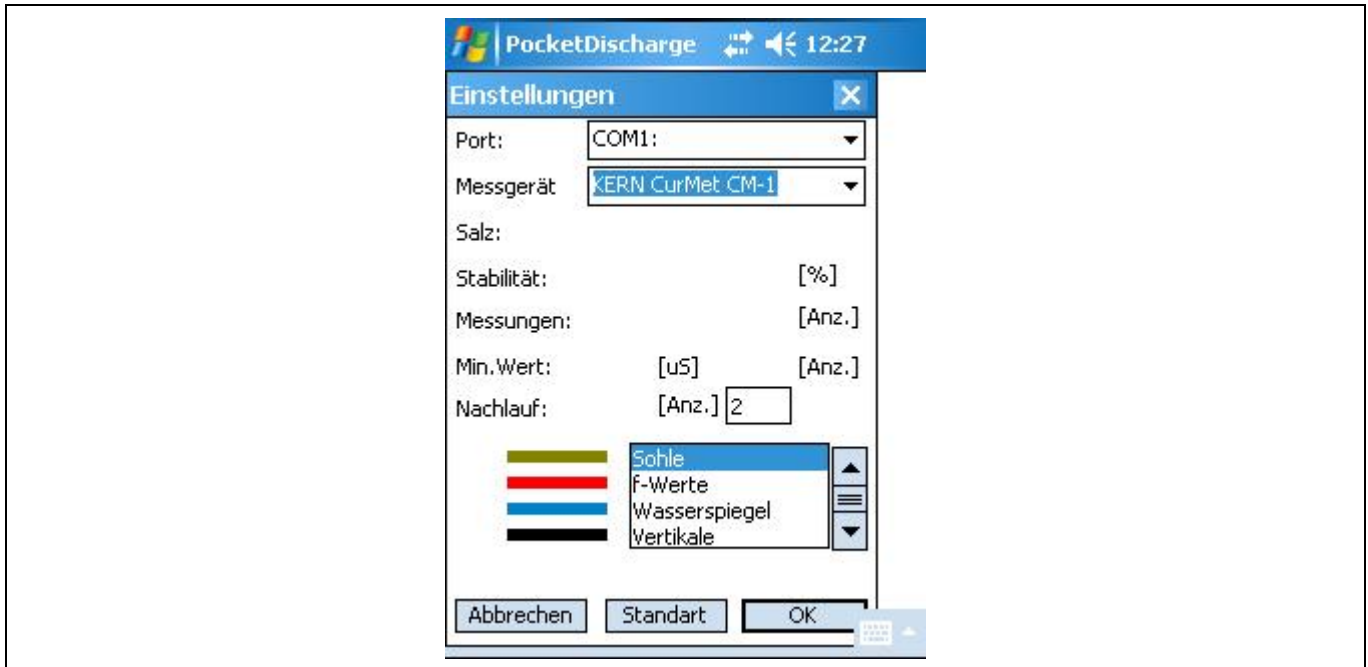 PocketDischarge 12:27
Einstellungen
Port: COM1:
Messgerät KERN CurMet CM-1
Salz:
Stabilität: [%]
Messungen: [Anz.]
Min.Wert: [uS] [Anz.]
Nachlauf: [Anz.] 2
Sohle
f-Werte
Wasserspiegel
Vertikale
Abbrechen Standart OK